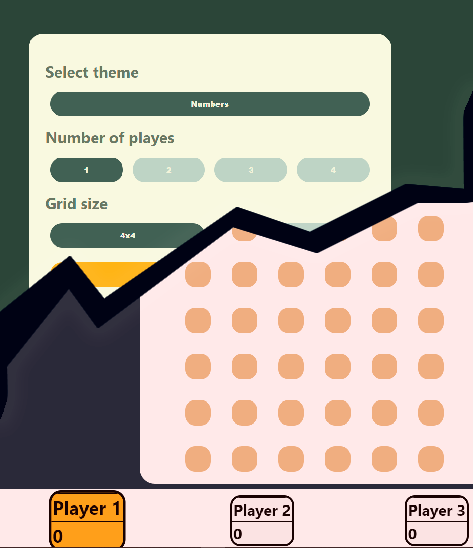 Select theme
Numbers
Number of playes
1 2 3 4
Grid size
4x4
Player 1 Player 2 Player 3
0 0 0